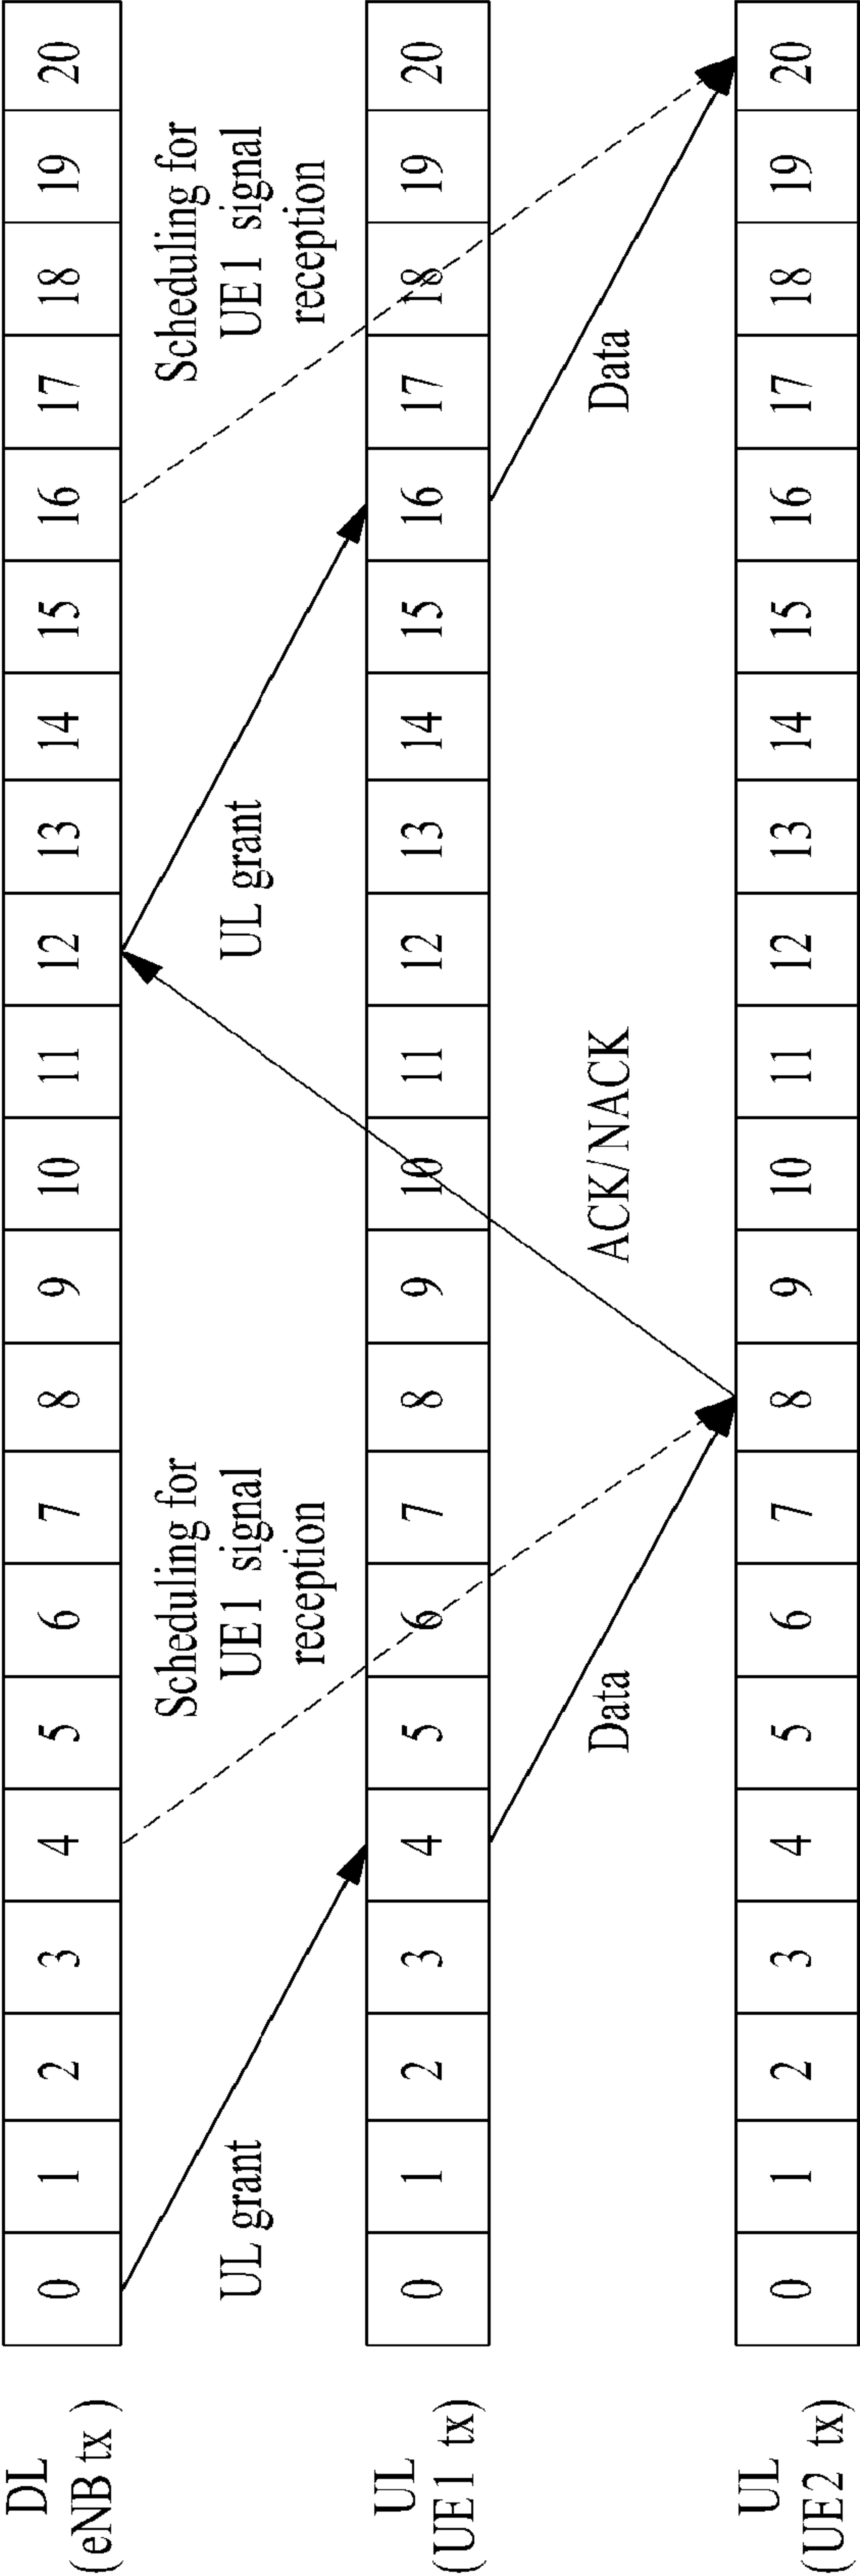 DL
(eNB tx )
0 1 2 3 4 5 6 7 8 9 10 11 12 13 14 15 16 17 18 19 20
Scheduling for
UE1 signal
reception
Scheduling for
UE1 signal
reception
UL grant
UL grant
UL
(UE1 tx)
0 1 2 3 4 5 6 7 8 9 10 11 12 13 14 15 16 17 18 19 20
Data
ACK/NACK
Data
UL
(UE2 tx)
0 1 2 3 4 5 6 7 8 9 10 11 12 13 14 15 16 17 18 19 20